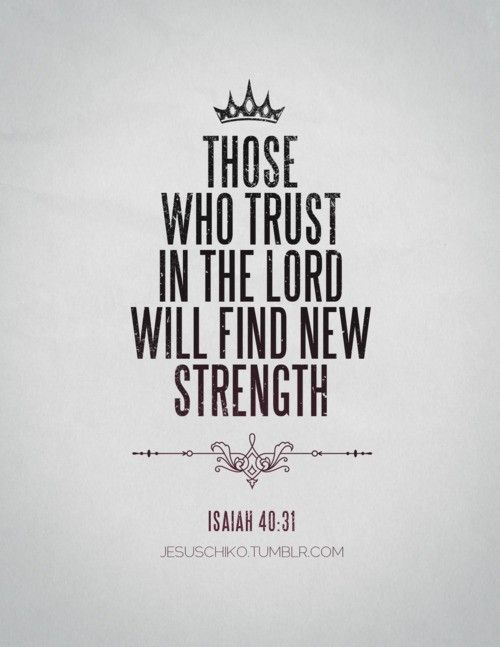 THOSE
WHO TRUST
IN THE LORD
WILL FIND NEW
STRENGTH
ISAIAH 40:31
JESUSCHIKO.TUMBLR.COM